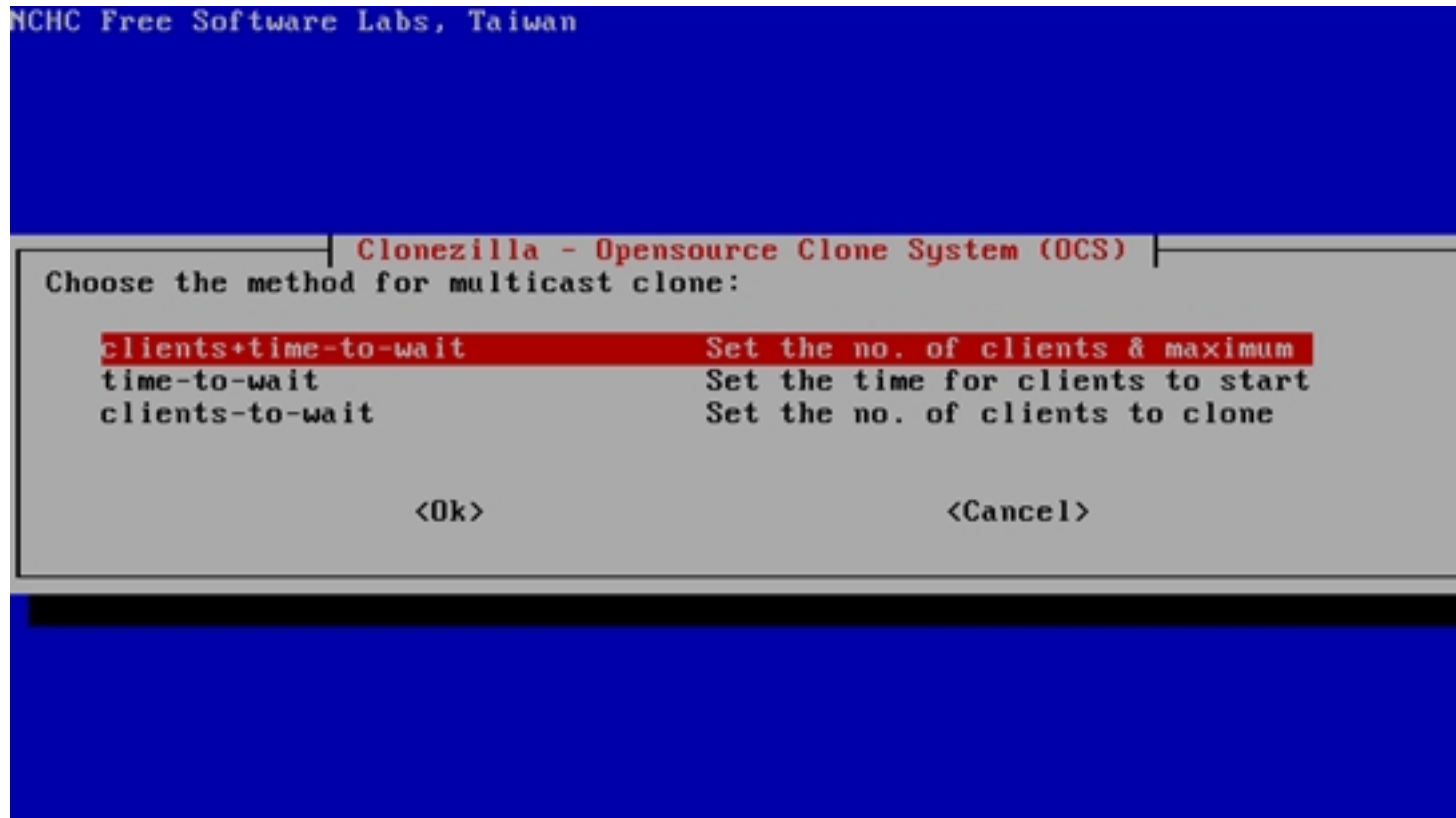 NCHC Free Software Labs, Taiwan
Clonezilla - Opensource Clone System (OCS)
Choose the method for multicast clone:
clients+time-to-wait Set the no. of clients & maximum
time-to-wait Set the time for clients to start
clients-to-wait Set the no. of clients to clone
<Ok> <Cancel>